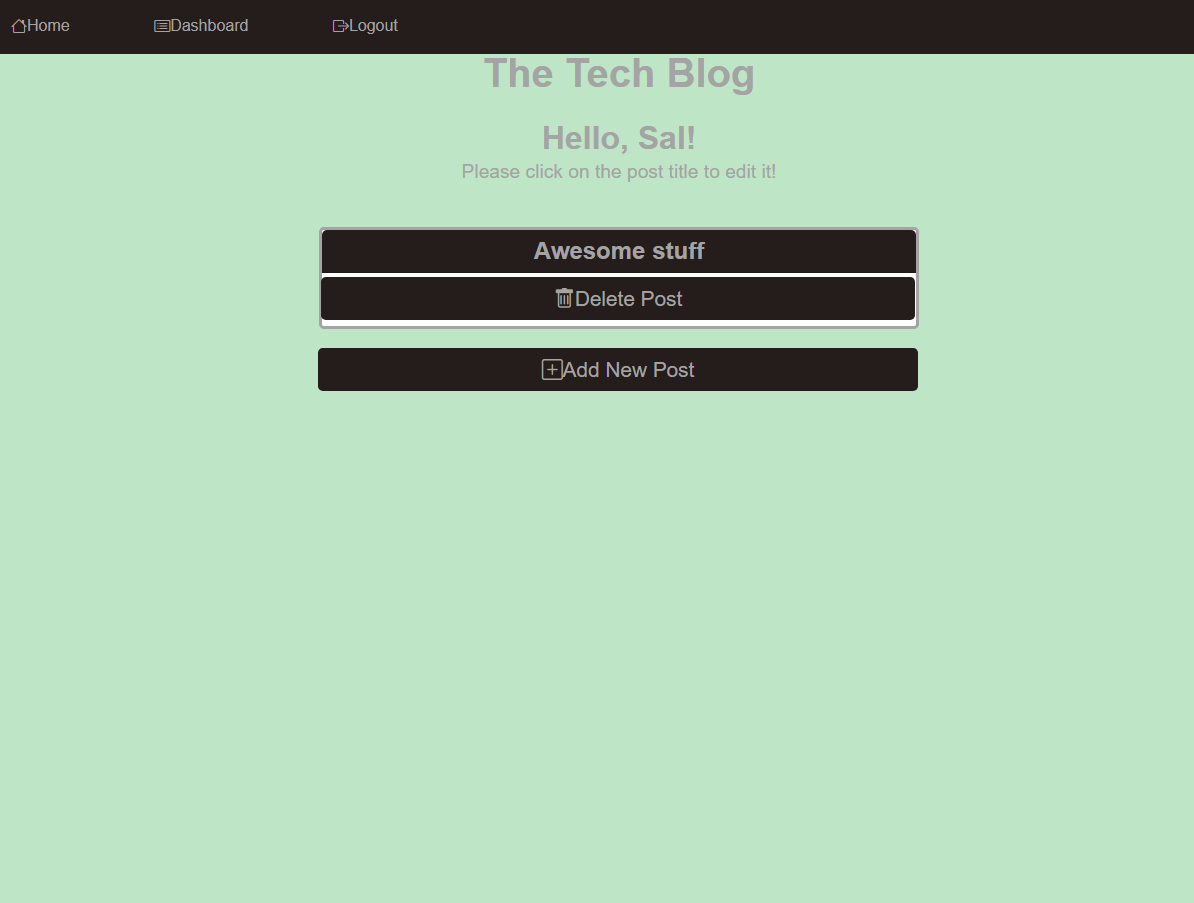 Home Dashboard Logout
The Tech Blog
Hello, Sal!
Please click on the post title to edit it!
Awesome stuff
Delete Post
Add New Post